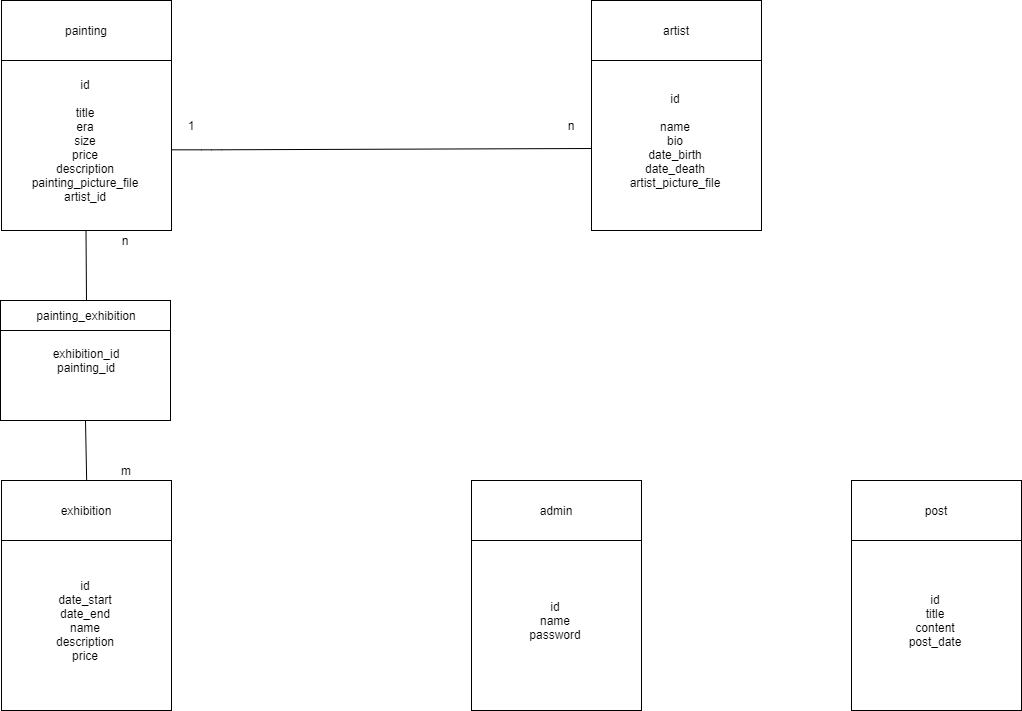 painting
id
title
era
size
price
description
painting_picture_file
artist_id
1
n
artist
id
name
bio
date_birth
date_death
artist_picture_file
n
painting_exhibition
exhibition_id
painting_id
m
exhibition
id
date_start
date_end
name
description
price
admin
id
name
password
post
id
title
content
post_date